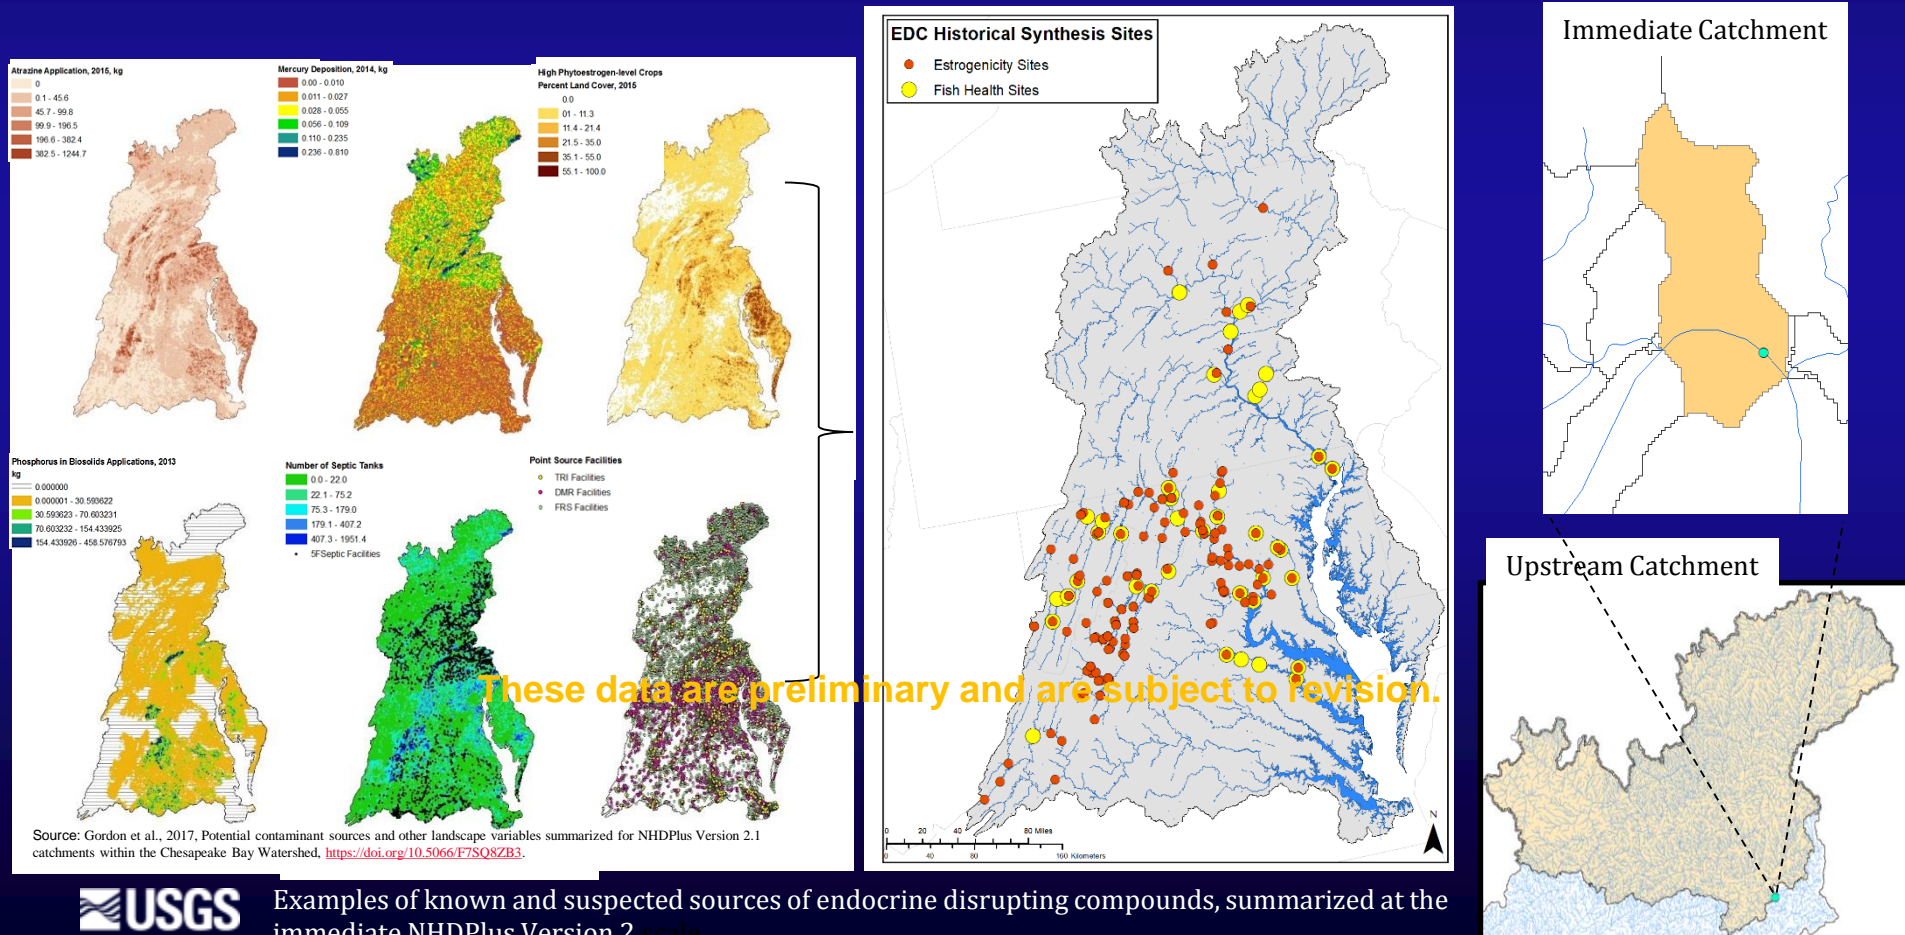 Atrazine Application, 2015, kg
0
0.1 - 45.6
45.7 - 99.8
99.9 - 196.5
196.6 - 382.4
382.5 - 1244.7
Mercury Deposition, 2014, kg
0.00 - 0.010
0.011 - 0.027
0.028 - 0.055
0.056 - 0.109
0.110 - 0.235
0.236 - 0.810
High Phytoestrogen-level Crops
Percent Land Cover, 2015
0.0
01 - 11.3
11.4 - 21.4
21.5 - 35.0
35.1 - 55.0
55.1 - 100.0
Phosphorus in Biosolids Applications, 2013
kg
0.000000
0.000001 - 30.593622
30.593623 - 70.603231
70.603232 - 154.433925
154.433926 - 458.576793
Number of Septic Tanks
0.0 - 22.0
22.1 - 75.2
75.3 - 179.0
179.1 - 407.2
407.3 - 1951.4
5FSeptic Facilities
Point Source Facilities
TRI Facilities
DMR Facilities
FRS Facilities
Source: Gordon et al., 2017, Potential contaminant sources and other landscape variables summarized for NHDPlus Version 2.1
catchments within the Chesapeake Bay Watershed, https://doi.org/10.5066/F7SQ8ZB3.
EDC Historical Synthesis Sites
Estrogenicity Sites
Fish Health Sites
These data are preliminary and are subject to revision.
0 20 40 80 Miles
0 40 80 160 Kilometers
N
Immediate Catchment
Upstream Catchment
USGS
Examples of known and suspected sources of endocrine disrupting compounds, summarized at the
immediate NHDPlus Version 2 scale